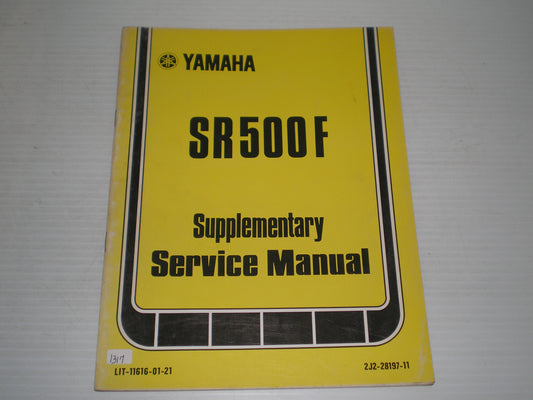 YAMAHA
SR500F
Supplementary
Service Manual
1317
LIT-11616-01-21
2J2-28197-11